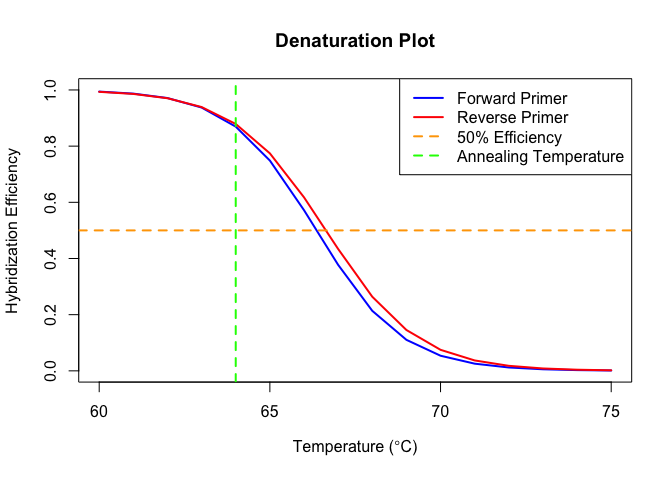 Denaturation Plot
Forward Primer
Reverse Primer
50% Efficiency
Annealing Temperature
Hybridization Efficiency
1.0
0.8
0.6
0.4
0.2
0.0
60 65 70 75
Temperature (°C)